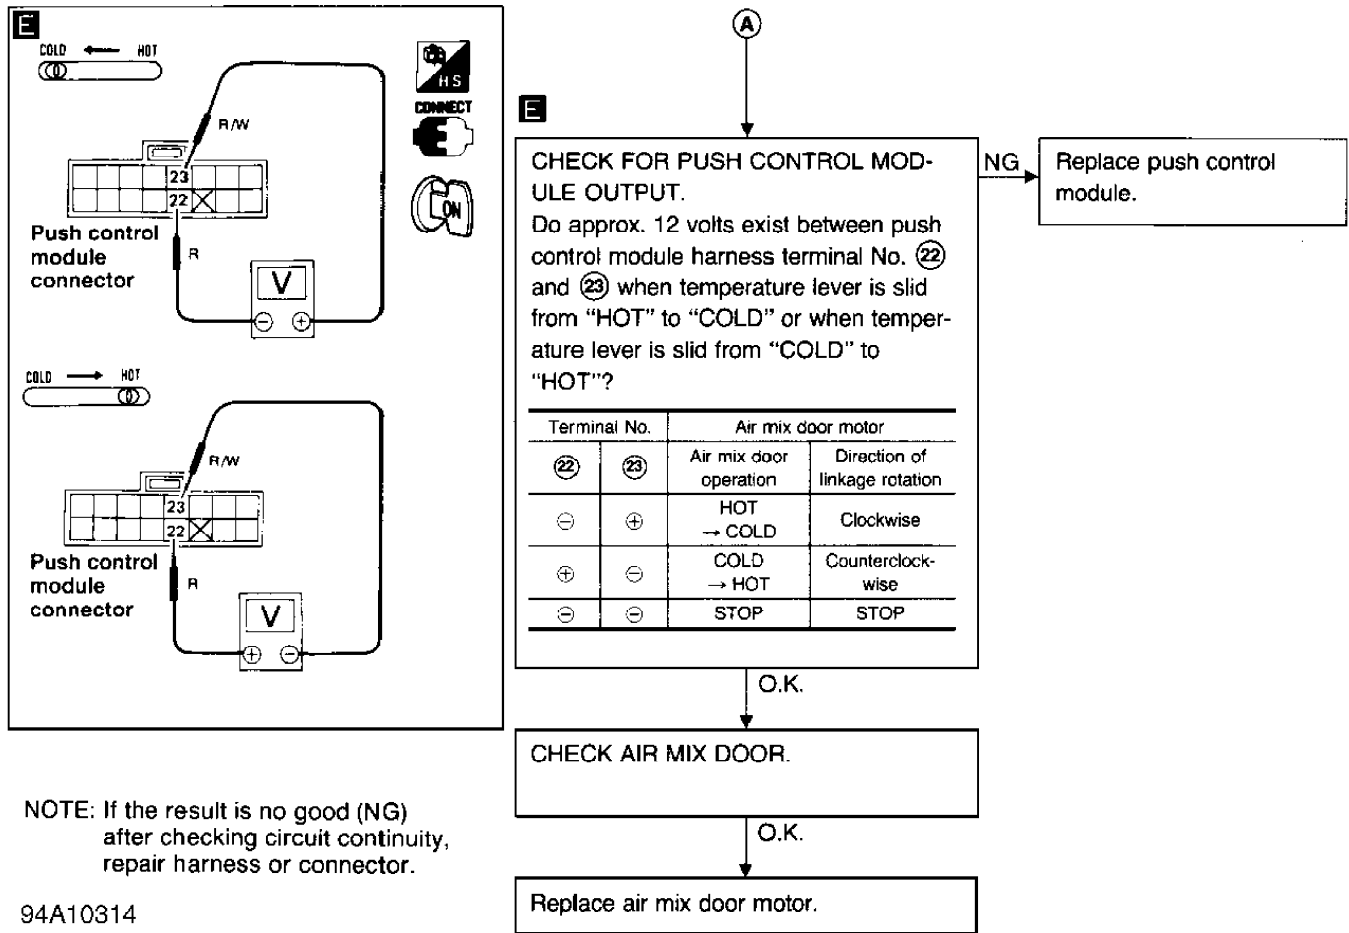 E
COLD ← HOT
HS
CONNECT
ON
R/W
23
22
Push control
module
connector
R
V
⊖ ⊕
COLD → HOT
R/W
23
22
Push control
module
connector
R
V
⊕ ⊖
NOTE: If the result is no good (NG)
after checking circuit continuity,
repair harness or connector.
94A10314
A
E
CHECK FOR PUSH CONTROL MOD-
ULE OUTPUT.
Do approx. 12 volts exist between push
control module harness terminal No. ㉒
and ㉓ when temperature lever is slid
from “HOT” to “COLD” or when temper-
ature lever is slid from “COLD” to
“HOT”?
Terminal No. Air mix door motor
㉒ ㉓ Air mix door
operation Direction of
linkage rotation
⊖ ⊕ HOT
→ COLD Clockwise
⊕ ⊖ COLD
→ HOT Counterclock-
wise
⊖ ⊖ STOP STOP
NG
Replace push control
module.
O.K.
CHECK AIR MIX DOOR.
O.K.
Replace air mix door motor.